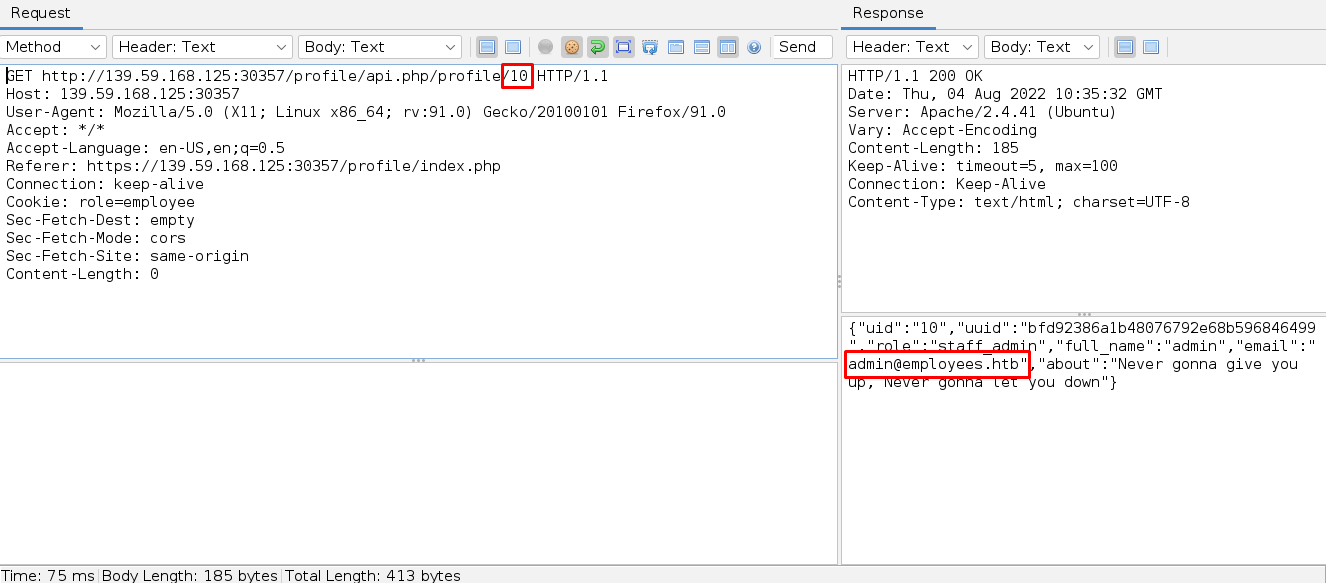 Request
Response
Method
Header: Text
Body: Text
Send
Header: Text
Body: Text
GET http://139.59.168.125:30357/profile/api.php/profile/10 HTTP/1.1
Host: 139.59.168.125:30357
User-Agent: Mozilla/5.0 (X11; Linux x86_64; rv:91.0) Gecko/20100101 Firefox/91.0
Accept: */*
Accept-Language: en-US,en;q=0.5
Referer: https://139.59.168.125:30357/profile/index.php
Connection: keep-alive
Cookie: role=employee
Sec-Fetch-Dest: empty
Sec-Fetch-Mode: cors
Sec-Fetch-Site: same-origin
Content-Length: 0
HTTP/1.1 200 OK
Date: Thu, 04 Aug 2022 10:35:32 GMT
Server: Apache/2.4.41 (Ubuntu)
Vary: Accept-Encoding
Content-Length: 185
Keep-Alive: timeout=5, max=100
Connection: Keep-Alive
Content-Type: text/html; charset=UTF-8
{"uid":"10","uuid":"bfd92386a1b48076792e68b596846499
","role":"staff_admin","full_name":"admin","email":"
admin@employees.htb","about":"Never gonna give you
up, Never gonna let you down"}
Time: 75 ms Body Length: 185 bytes Total Length: 413 bytes